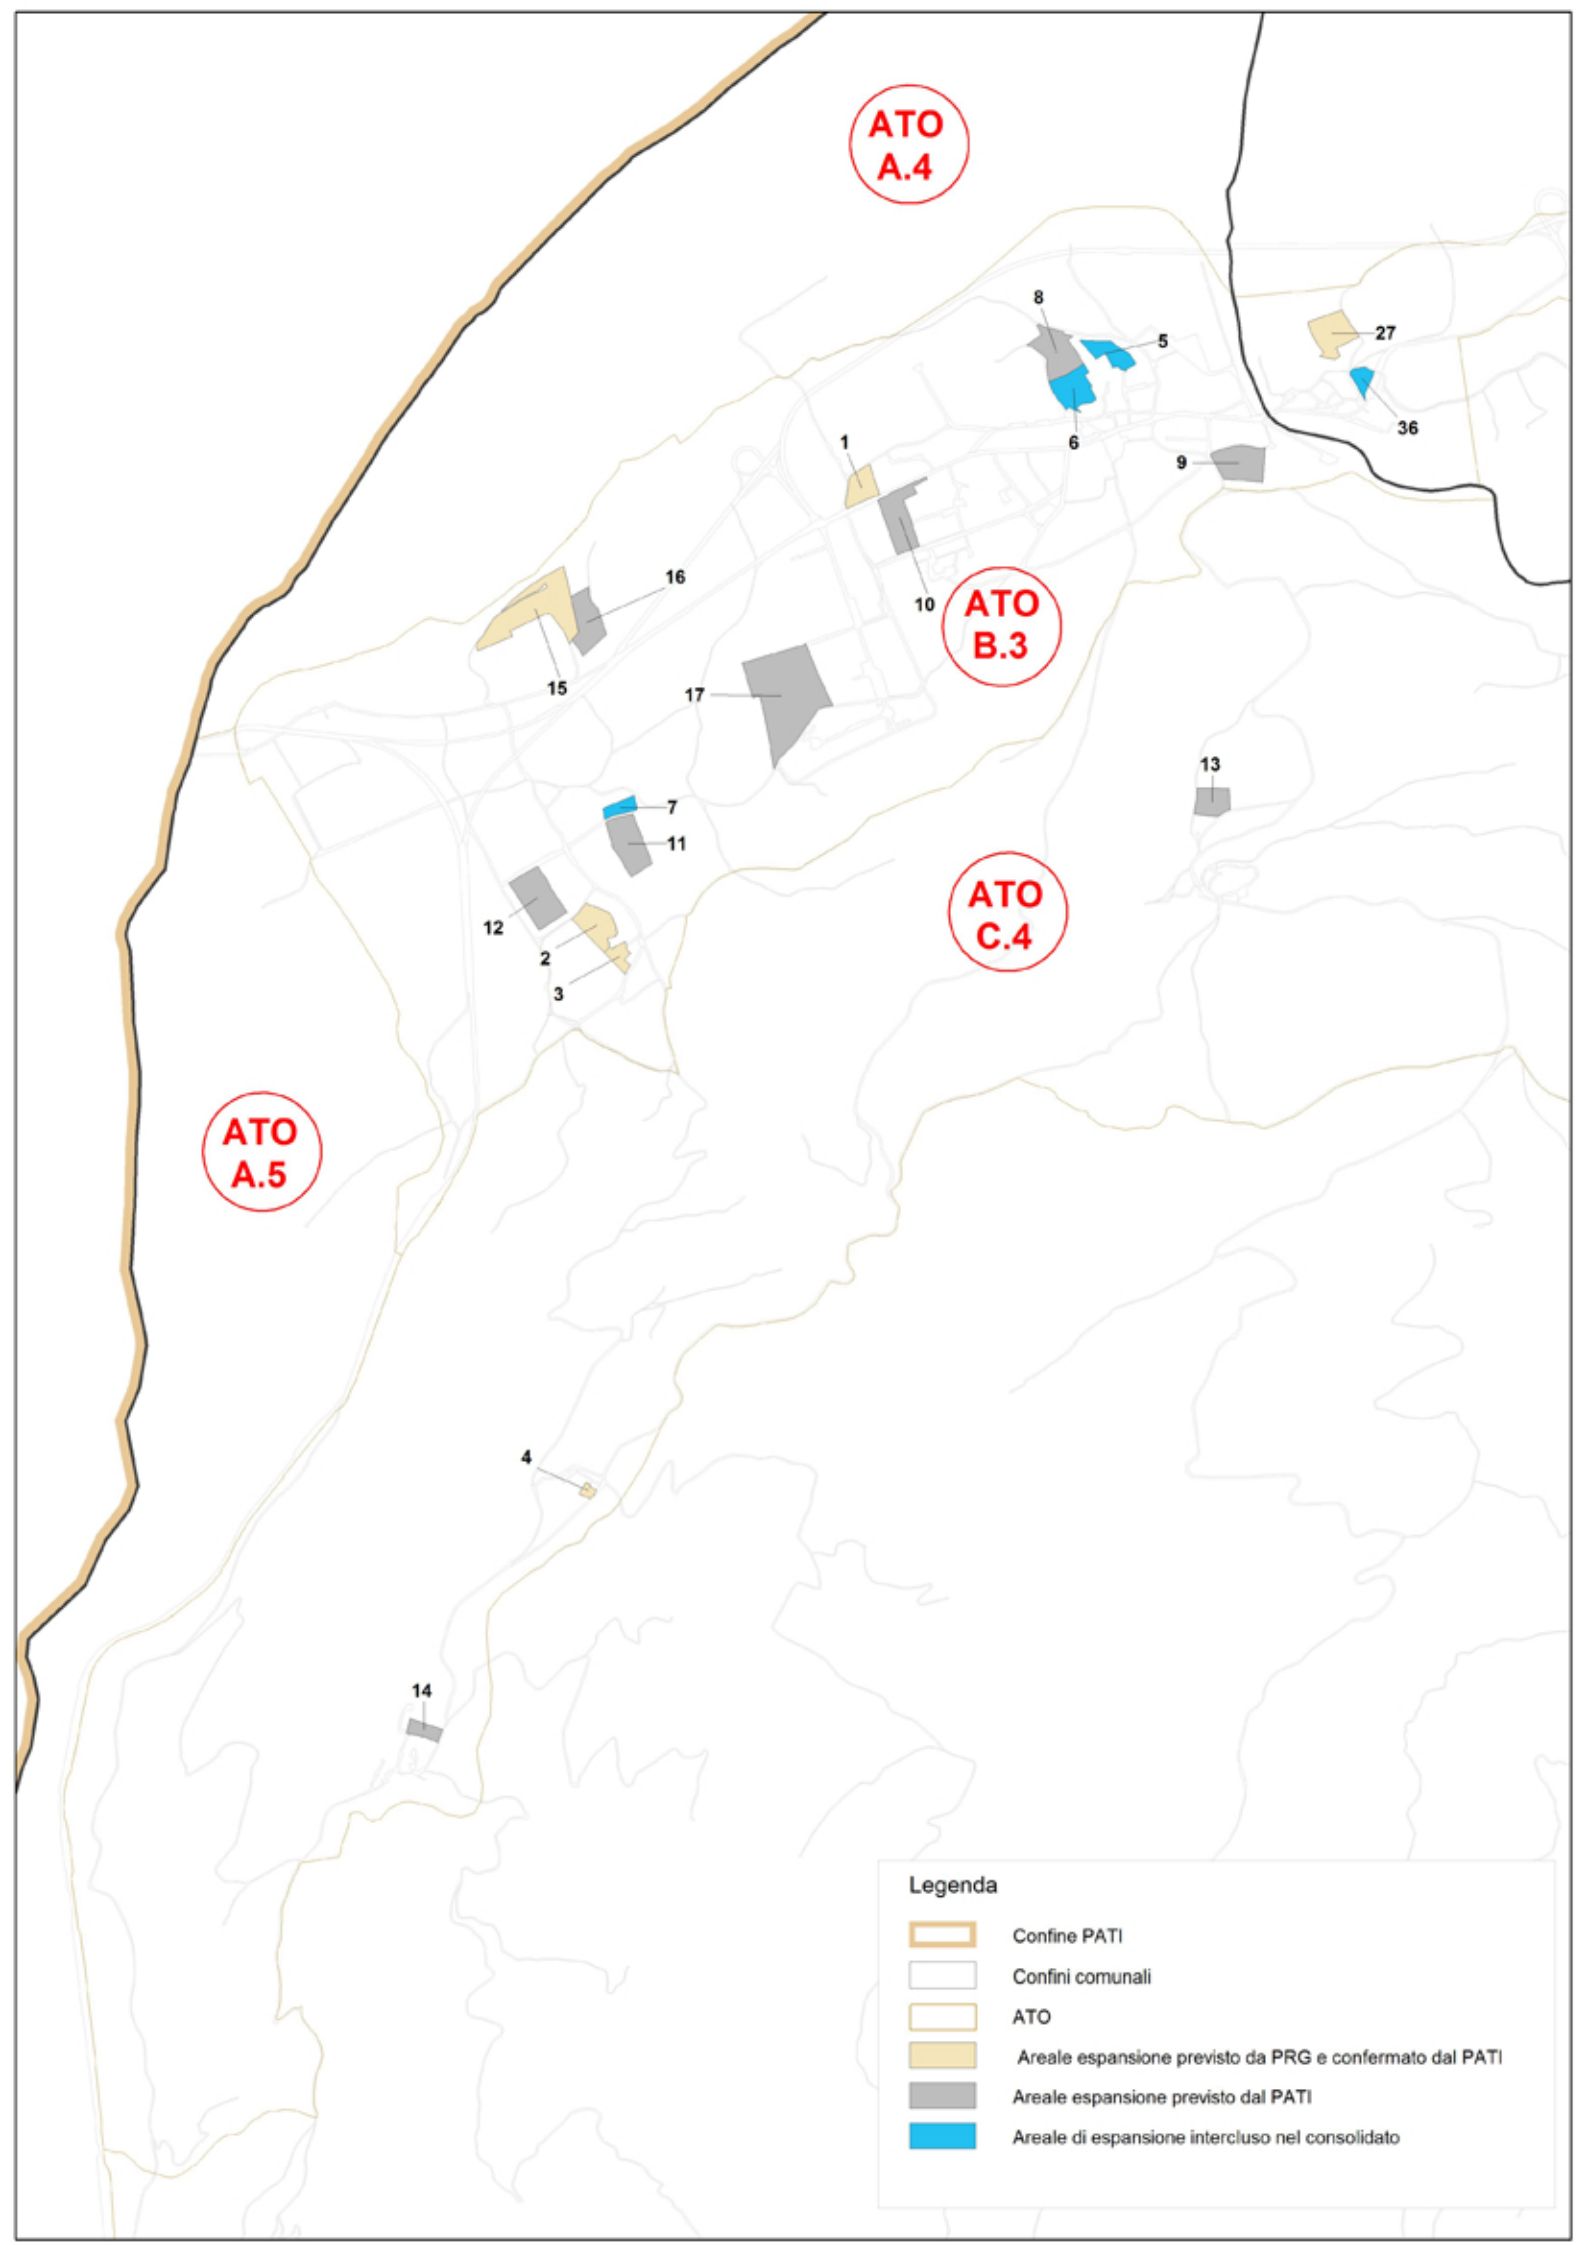 ATO
A.4
8
5
27
36
6
1
9
16
10
ATO
B.3
15
17
13
7
11
12
ATO
C.4
2
3
ATO
A.5
4
14
Legenda
Confine PATI
Confini comunali
ATO
Areale espansione previsto da PRG e confermato dal PATI
Areale espansione previsto dal PATI
Areale di espansione intercluso nel consolidato